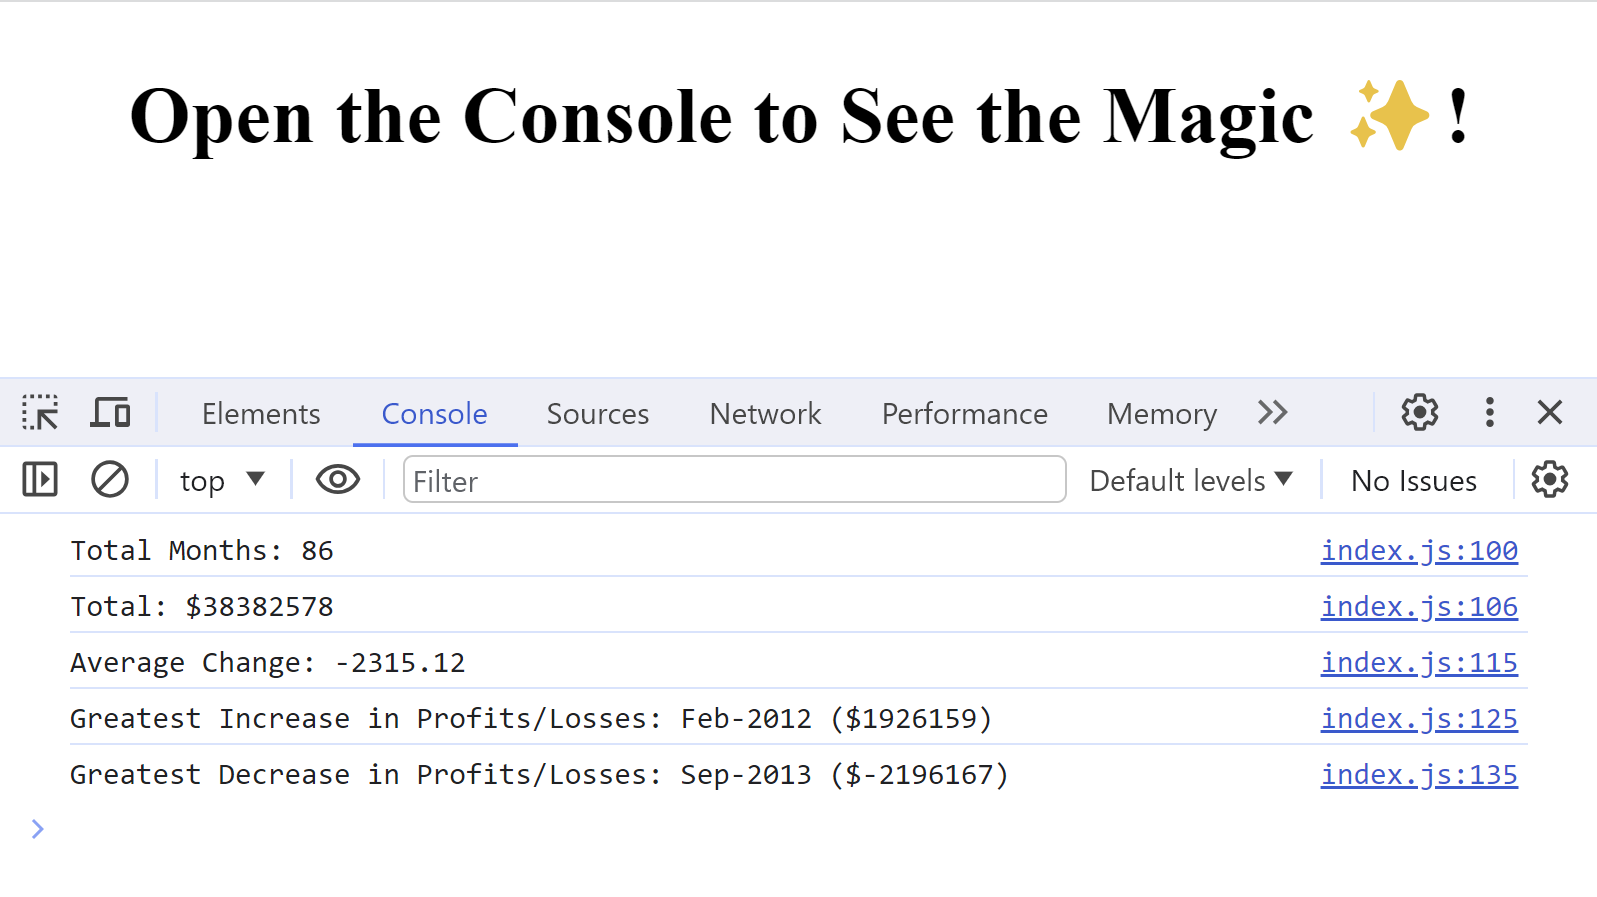 Open the Console to See the Magic ✨!
Elements Console Sources Network Performance Memory
top Filter Default levels No Issues
Total Months: 86 index.js:100
Total: $38382578 index.js:106
Average Change: -2315.12 index.js:115
Greatest Increase in Profits/Losses: Feb-2012 ($1926159) index.js:125
Greatest Decrease in Profits/Losses: Sep-2013 ($-2196167) index.js:135